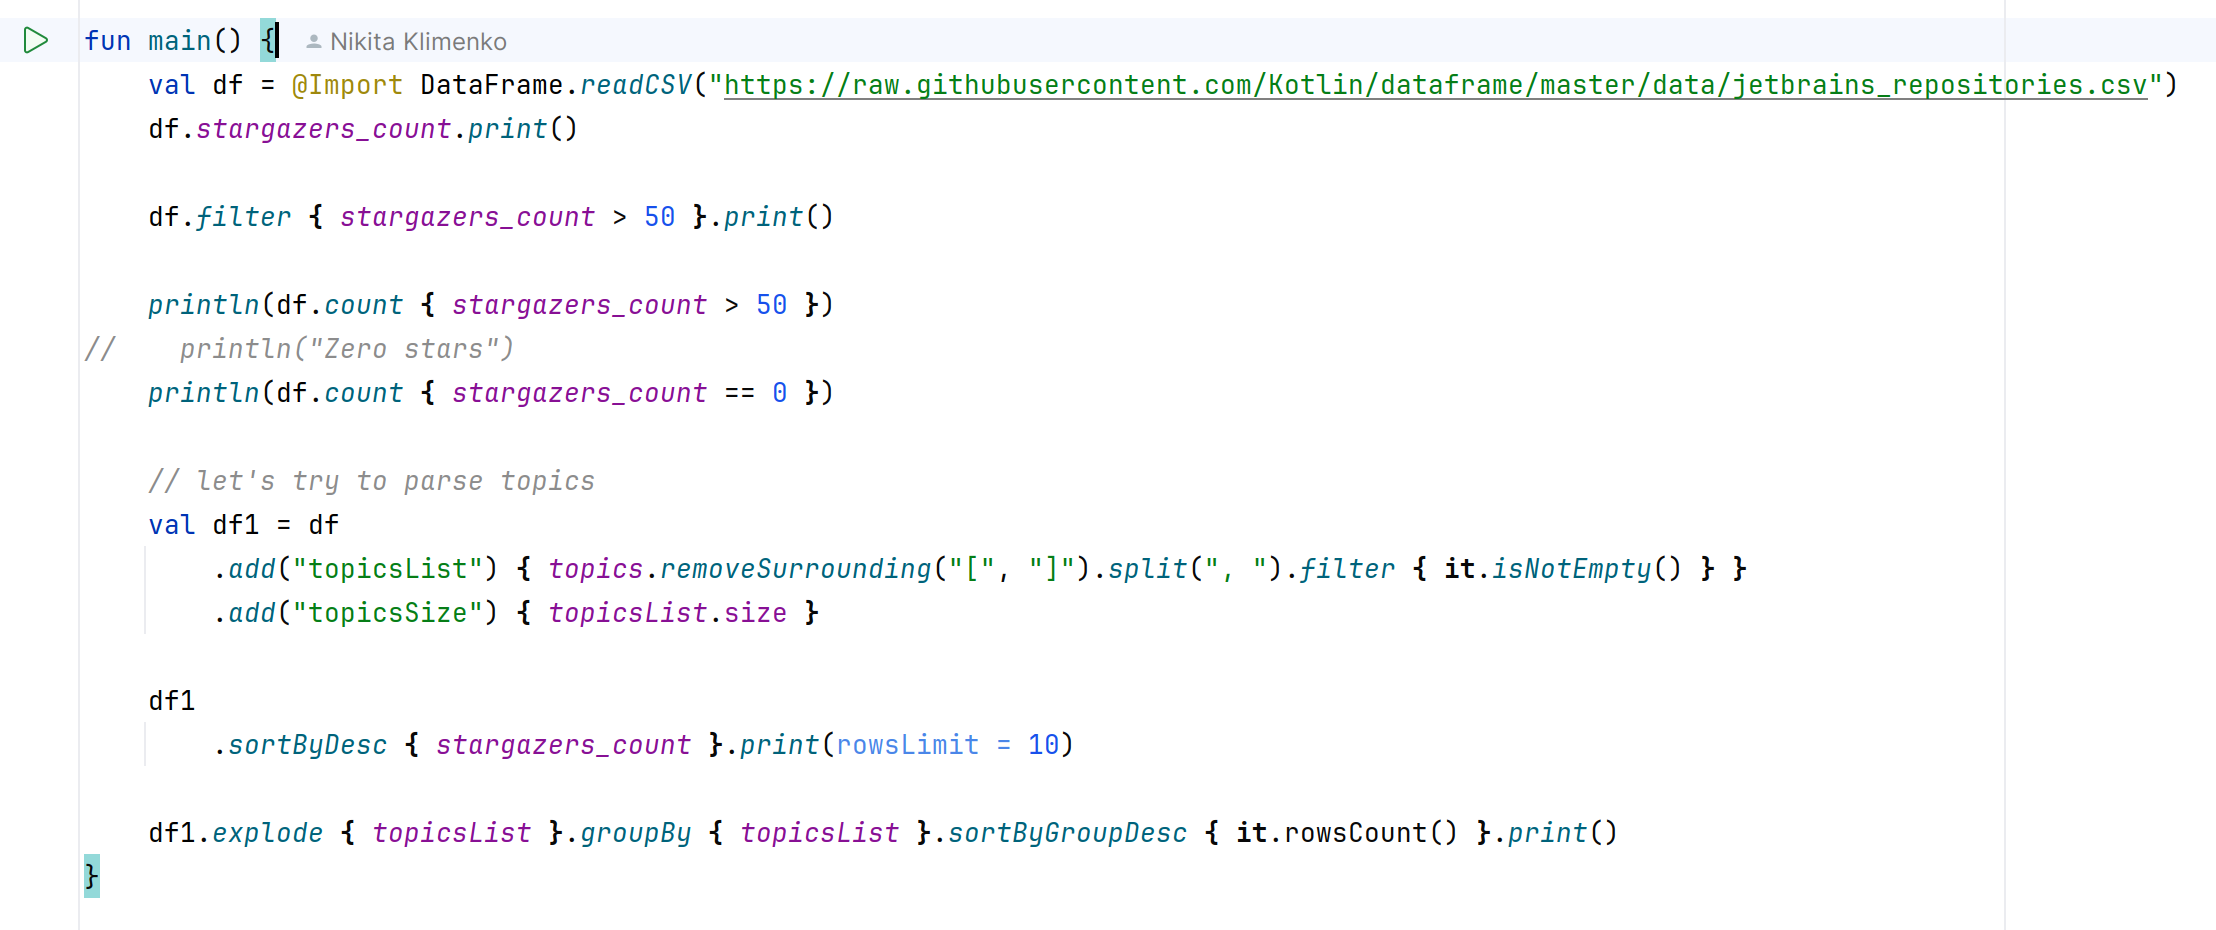 fun main() {  Nikita Klimenko
    val df = @Import DataFrame.readCSV("https://raw.githubusercontent.com/Kotlin/dataframe/master/data/jetbrains_repositories.csv")
    df.stargazers_count.print()

    df.filter { stargazers_count > 50 }.print()

    println(df.count { stargazers_count > 50 })
//    println("Zero stars")
    println(df.count { stargazers_count == 0 })

    // let's try to parse topics
    val df1 = df
        .add("topicsList") { topics.removeSurrounding("[", "]").split(", ").filter { it.isNotEmpty() } }
        .add("topicsSize") { topicsList.size }

    df1
        .sortByDesc { stargazers_count }.print(rowsLimit = 10)

    df1.explode { topicsList }.groupBy { topicsList }.sortByGroupDesc { it.rowsCount() }.print()
}